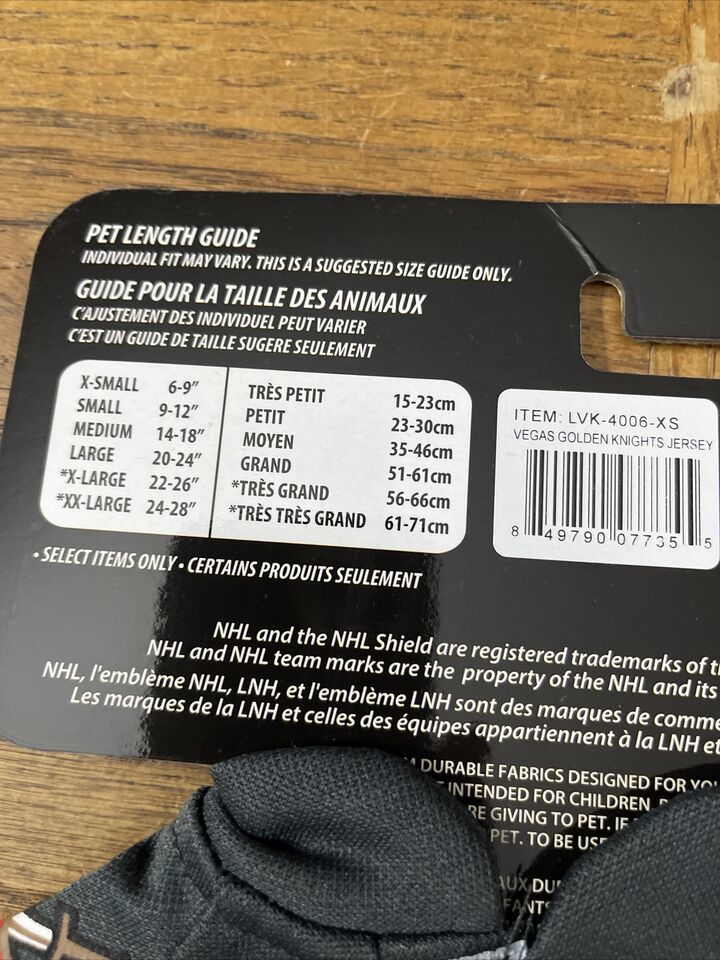 PET LENGTH GUIDE
INDIVIDUAL FIT MAY VARY. THIS IS A SUGGESTED SIZE GUIDE ONLY.
GUIDE POUR LA TAILLE DES ANIMAUX
C'AJUSTEMENT DES INDIVIDUEL PEUT VARIER
C'EST UN GUIDE DE TAILLE SUGERE SEULEMENT
X-SMALL 6-9"
SMALL 9-12"
MEDIUM 14-18"
LARGE 20-24"
*X-LARGE 22-26"
*XX-LARGE 24-28"
TRÈS PETIT 15-23cm
PETIT 23-30cm
MOYEN 35-46cm
GRAND 51-61cm
*TRÈS GRAND 56-66cm
*TRÈS TRÈS GRAND 61-71cm
ITEM: LVK-4006-XS
VEGAS GOLDEN KNIGHTS JERSEY
8 49790 07735 5
• SELECT ITEMS ONLY • CERTAINS PRODUITS SEULEMENT
NHL and the NHL Shield are registered trademarks of
NHL and NHL team marks are the property of the NHL and its
NHL, l'emblème NHL, LNH, et l'emblème LNH sont des marques de
Les marques de la LNH et celles des équipes appartiennent à la LNH et
DURABLE FABRICS DESIGNED FOR
INTENDED FOR CHILDREN
GIVING TO PET. IF
PET. TO BE